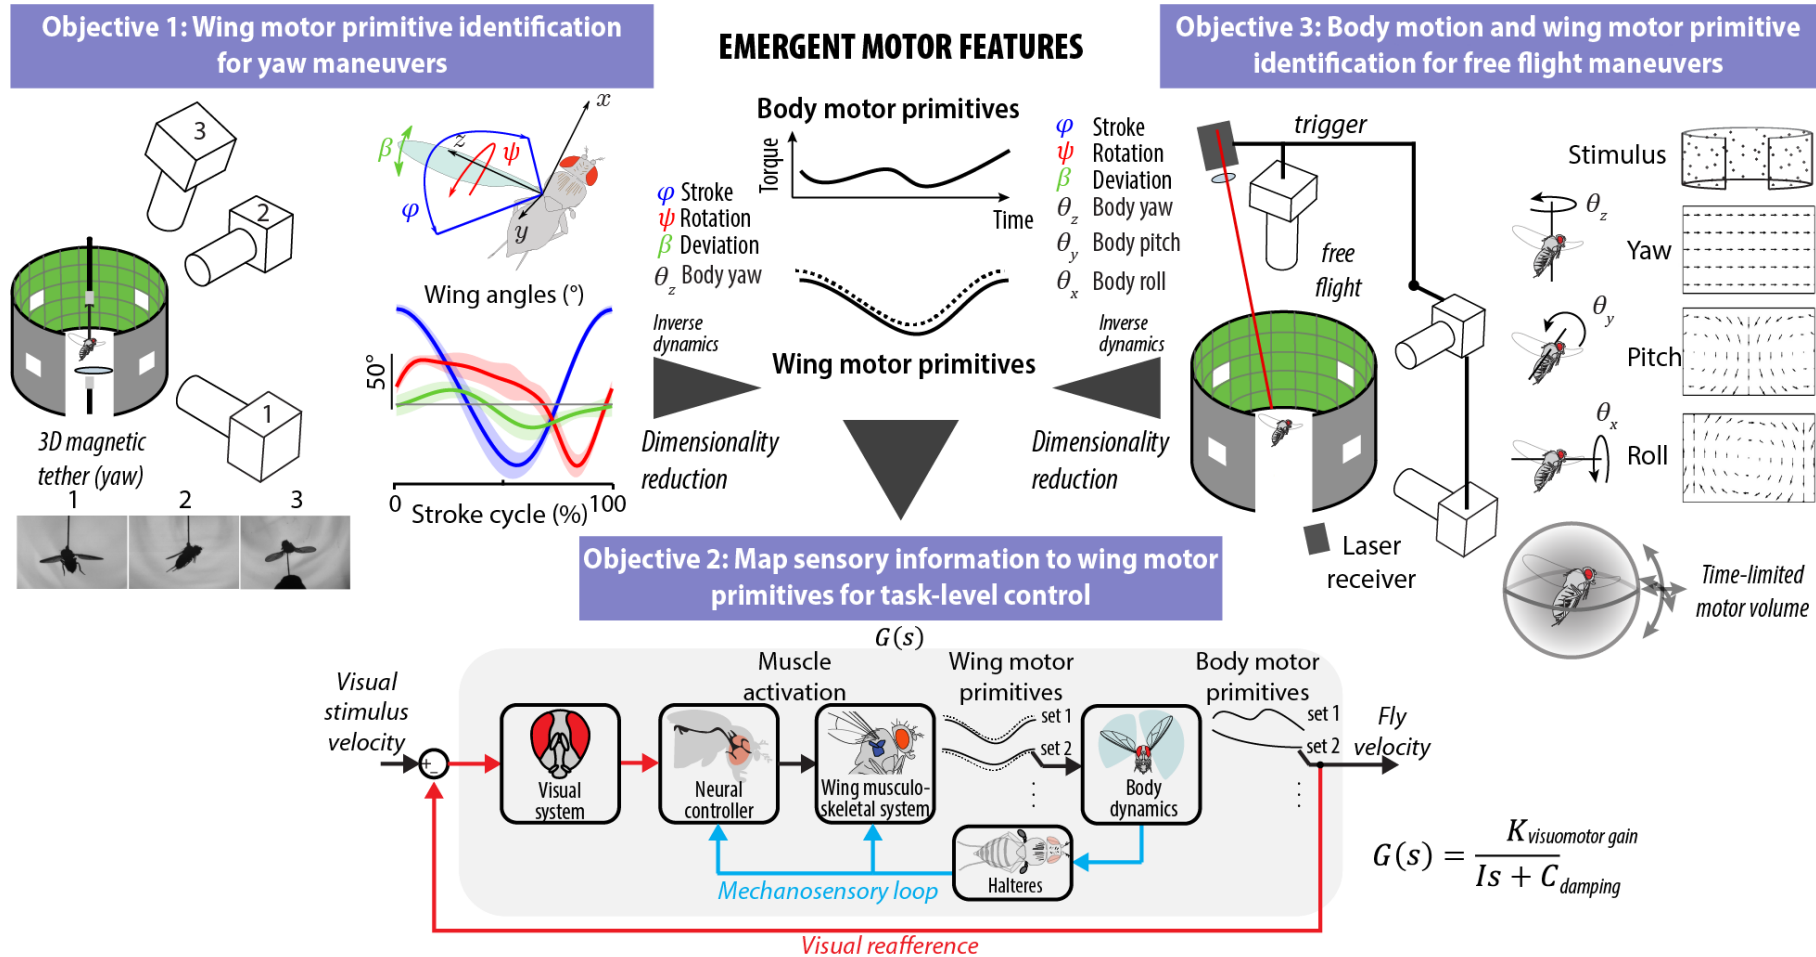 Objective 1: Wing motor primitive identification
for yaw maneuvers
3
2
1
3D magnetic
tether (yaw)
1 2 3
x
z
y
β
ψ
φ
Wing angles (°)
50°
0 100
Stroke cycle (%)
φ Stroke
ψ Rotation
β Deviation
θz Body yaw
Inverse
dynamics
Dimensionality
reduction
EMERGENT MOTOR FEATURES
Body motor primitives
Torque
Time
Wing motor primitives
φ Stroke
ψ Rotation
β Deviation
θz Body yaw
θy Body pitch
θx Body roll
Inverse
dynamics
Dimensionality
reduction
Objective 3: Body motion and wing motor primitive
identification for free flight maneuvers
trigger
free
flight
Laser
receiver
Stimulus
θz
Yaw
θy
Pitch
θx
Roll
Time-limited
motor volume
Objective 2: Map sensory information to wing motor
primitives for task-level control
G(s)
Visual
stimulus
velocity
+
−
Visual
system
Neural
controller
Muscle
activation
Wing musculo-
skeletal system
Wing motor
primitives
set 1
set 2
Body
dynamics
Body motor
primitives
set 1
set 2
Fly
velocity
Halteres
Mechanosensory loop
Visual reafference
G(s) = Kvisuomotor gain
Is + Cdamping